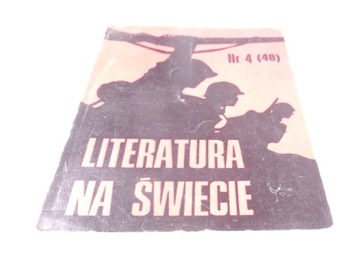 Nr 4 (48)
LITERATURA
NA ŚWIECIE